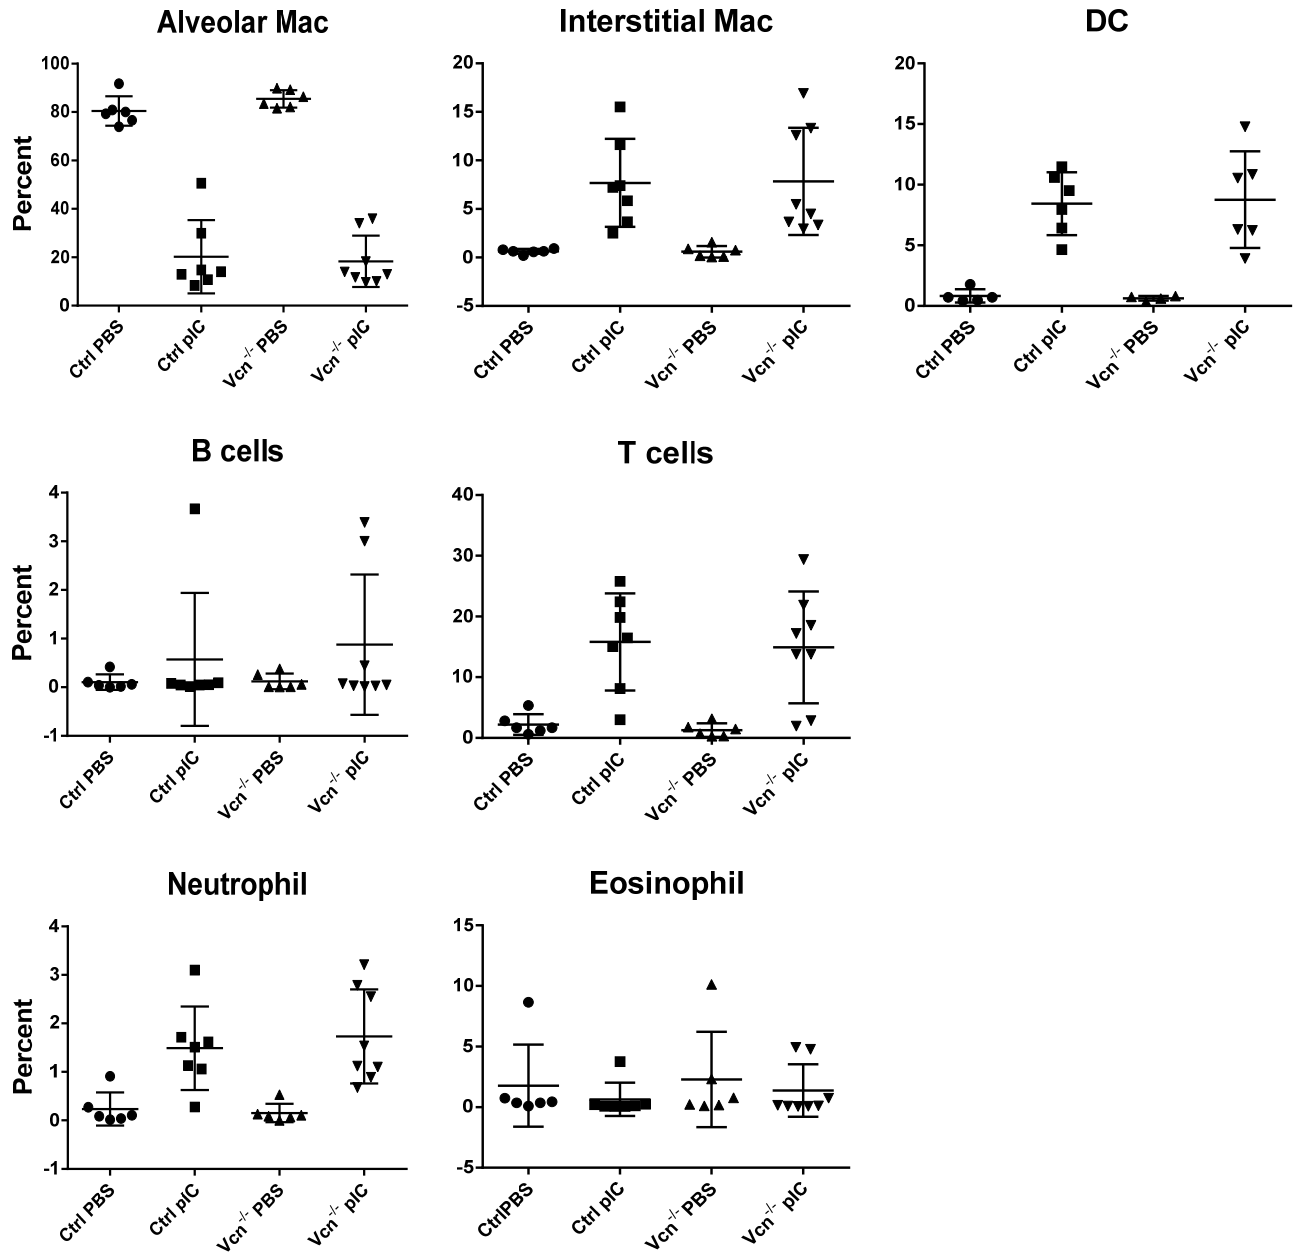 Alveolar Mac
Percent
100
80
60
40
20
0
Ctrl PBS
Ctrl pIC
Vcn-/- PBS
Vcn-/- pIC
Interstitial Mac
20
15
10
5
0
-5
Ctrl PBS
Ctrl pIC
Vcn-/- PBS
Vcn-/- pIC
DC
20
15
10
5
0
Ctrl PBS
Ctrl pIC
Vcn-/- PBS
Vcn-/- pIC
B cells
Percent
4
3
2
1
0
-1
Ctrl PBS
Ctrl pIC
Vcn-/- PBS
Vcn-/- pIC
T cells
40
30
20
10
0
Ctrl PBS
Ctrl pIC
Vcn-/- PBS
Vcn-/- pIC
Neutrophil
Percent
4
3
2
1
0
-1
Ctrl PBS
Ctrl pIC
Vcn-/- PBS
Vcn-/- pIC
Eosinophil
15
10
5
0
-5
CtrlPBS
Ctrl pIC
Vcn-/- PBS
Vcn-/- pIC